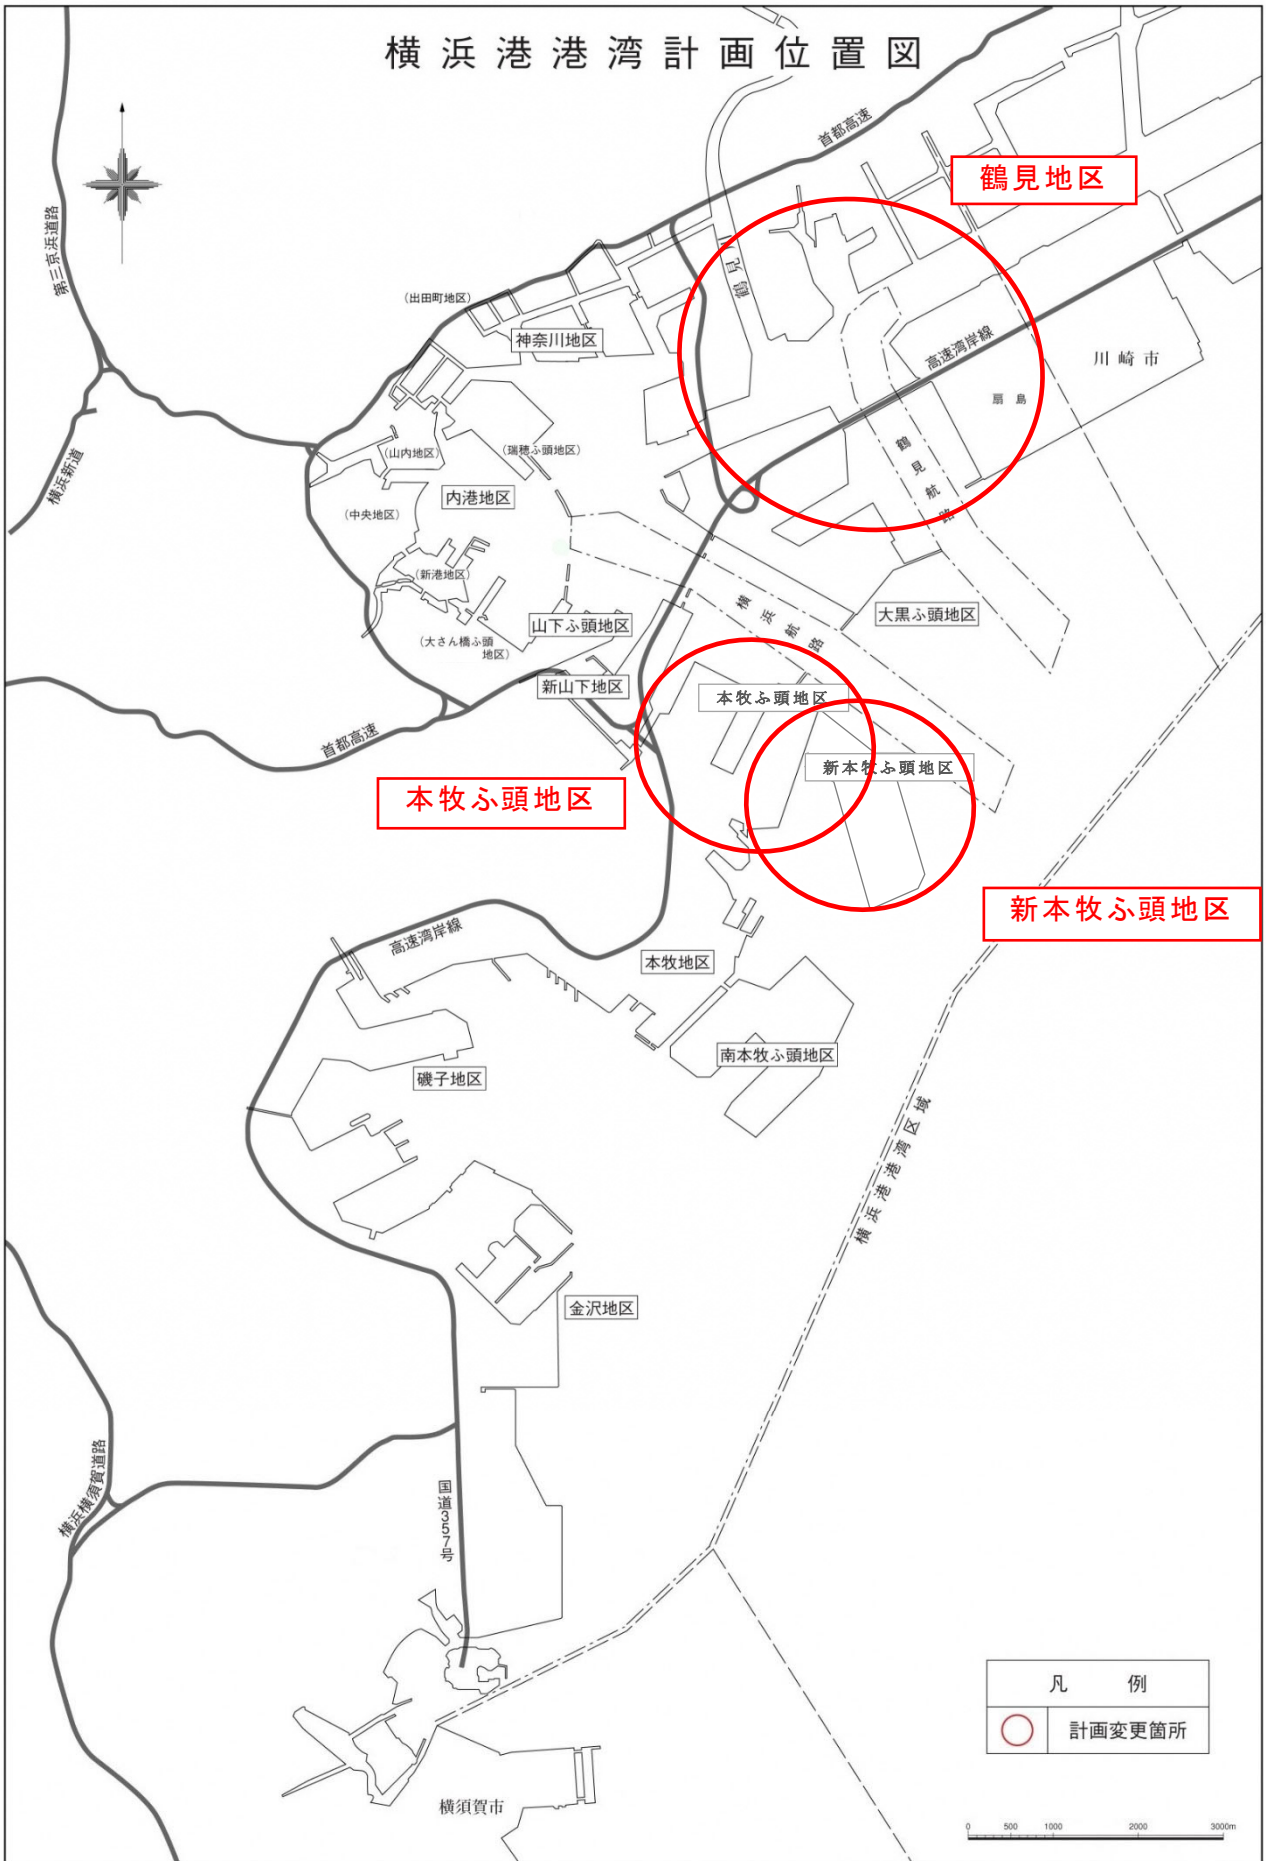 横浜港港湾計画位置図
首都高速
鶴見地区
第三京浜道路
鶴見川
(出田町地区)
神奈川地区
高速湾岸線
川崎市
扇島
横浜新道
(山内地区)
(瑞穂ふ頭地区)
鶴見航路
内港地区
(中央地区)
(新港地区)
横浜航路
大黒ふ頭地区
山下ふ頭地区
(大さん橋ふ頭
地区)
新山下地区
本牧ふ頭地区
首都高速
新本牧ふ頭地区
本牧ふ頭地区
新本牧ふ頭地区
高速湾岸線
本牧地区
南本牧ふ頭地区
磯子地区
横浜港港湾区域
金沢地区
横浜横須賀道路
国道357号
凡例
計画変更箇所
横須賀市
0 500 1000 2000 3000m